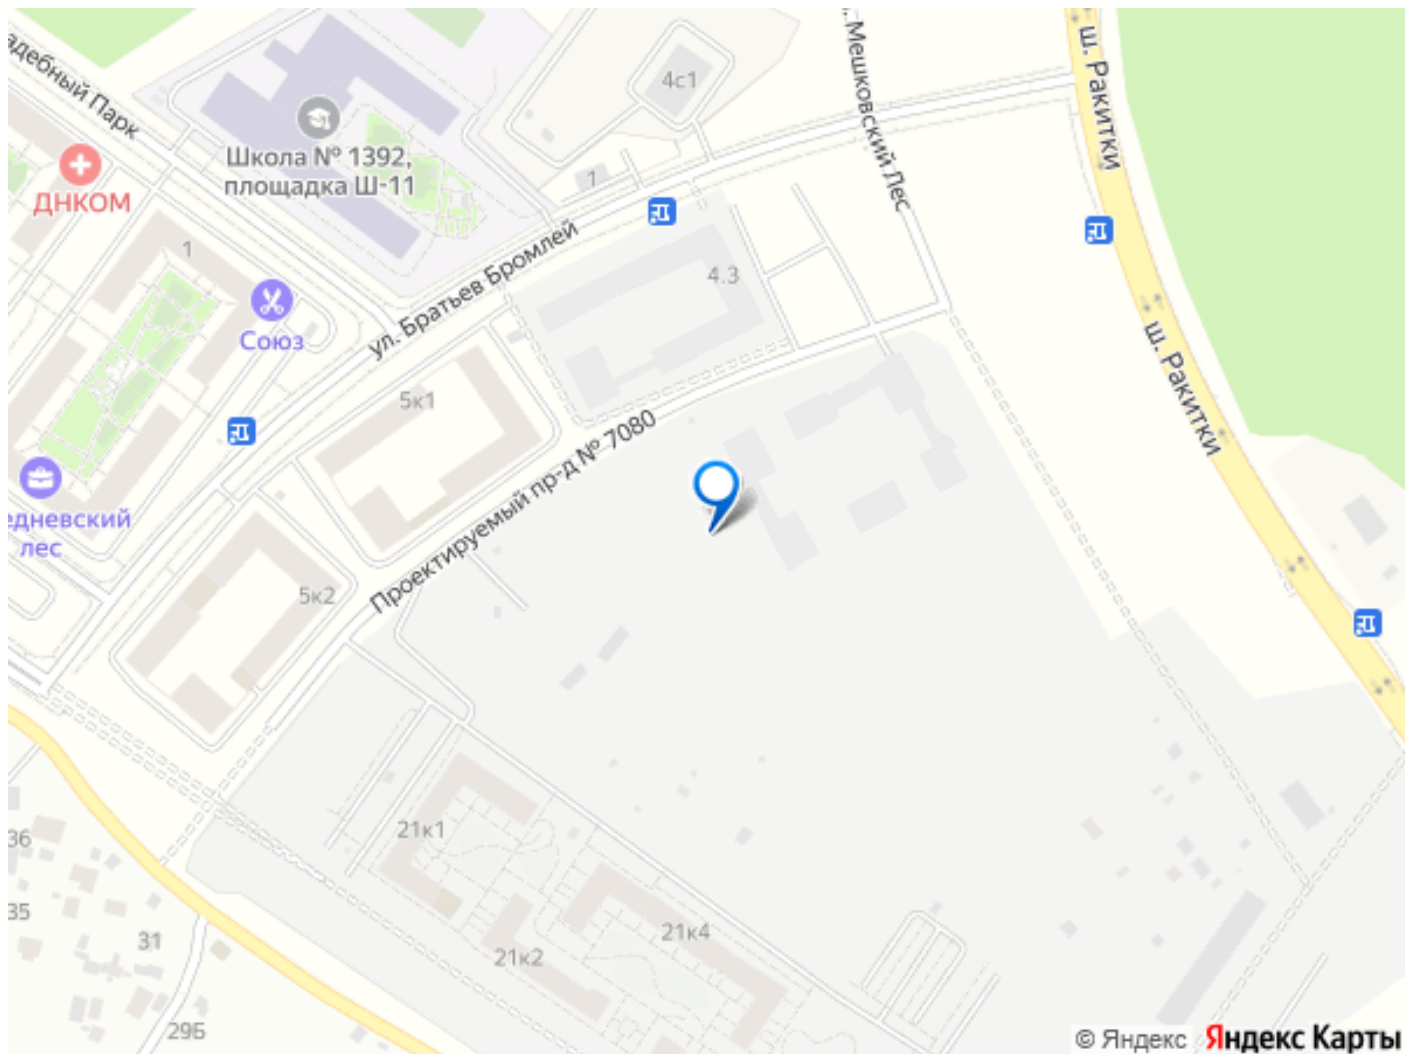 ш. Ракитки
. Мешковский Лес
адебный Парк
4с1
Школа № 1392,
площадка Ш-11
ДНКОМ
1
1
ул. Братьев Бромлей
4.3
Союз
ш. Ракитки
5к1
Проектируемый пр-д № 7080
едневский
лес
5к2
21к1
36
35
31
21к4
21к2
29Б
© Яндекс Яндекс Карты